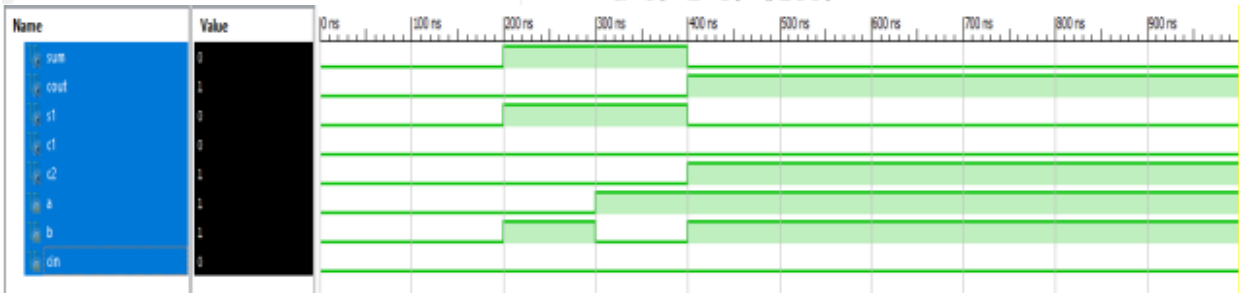 Name Value 0 ns 100 ns 200 ns 300 ns 400 ns 500 ns 600 ns 700 ns 800 ns 900 ns
sum 0
cout 1
s1 0
c1 0
c2 1
a 1
b 1
cin 0